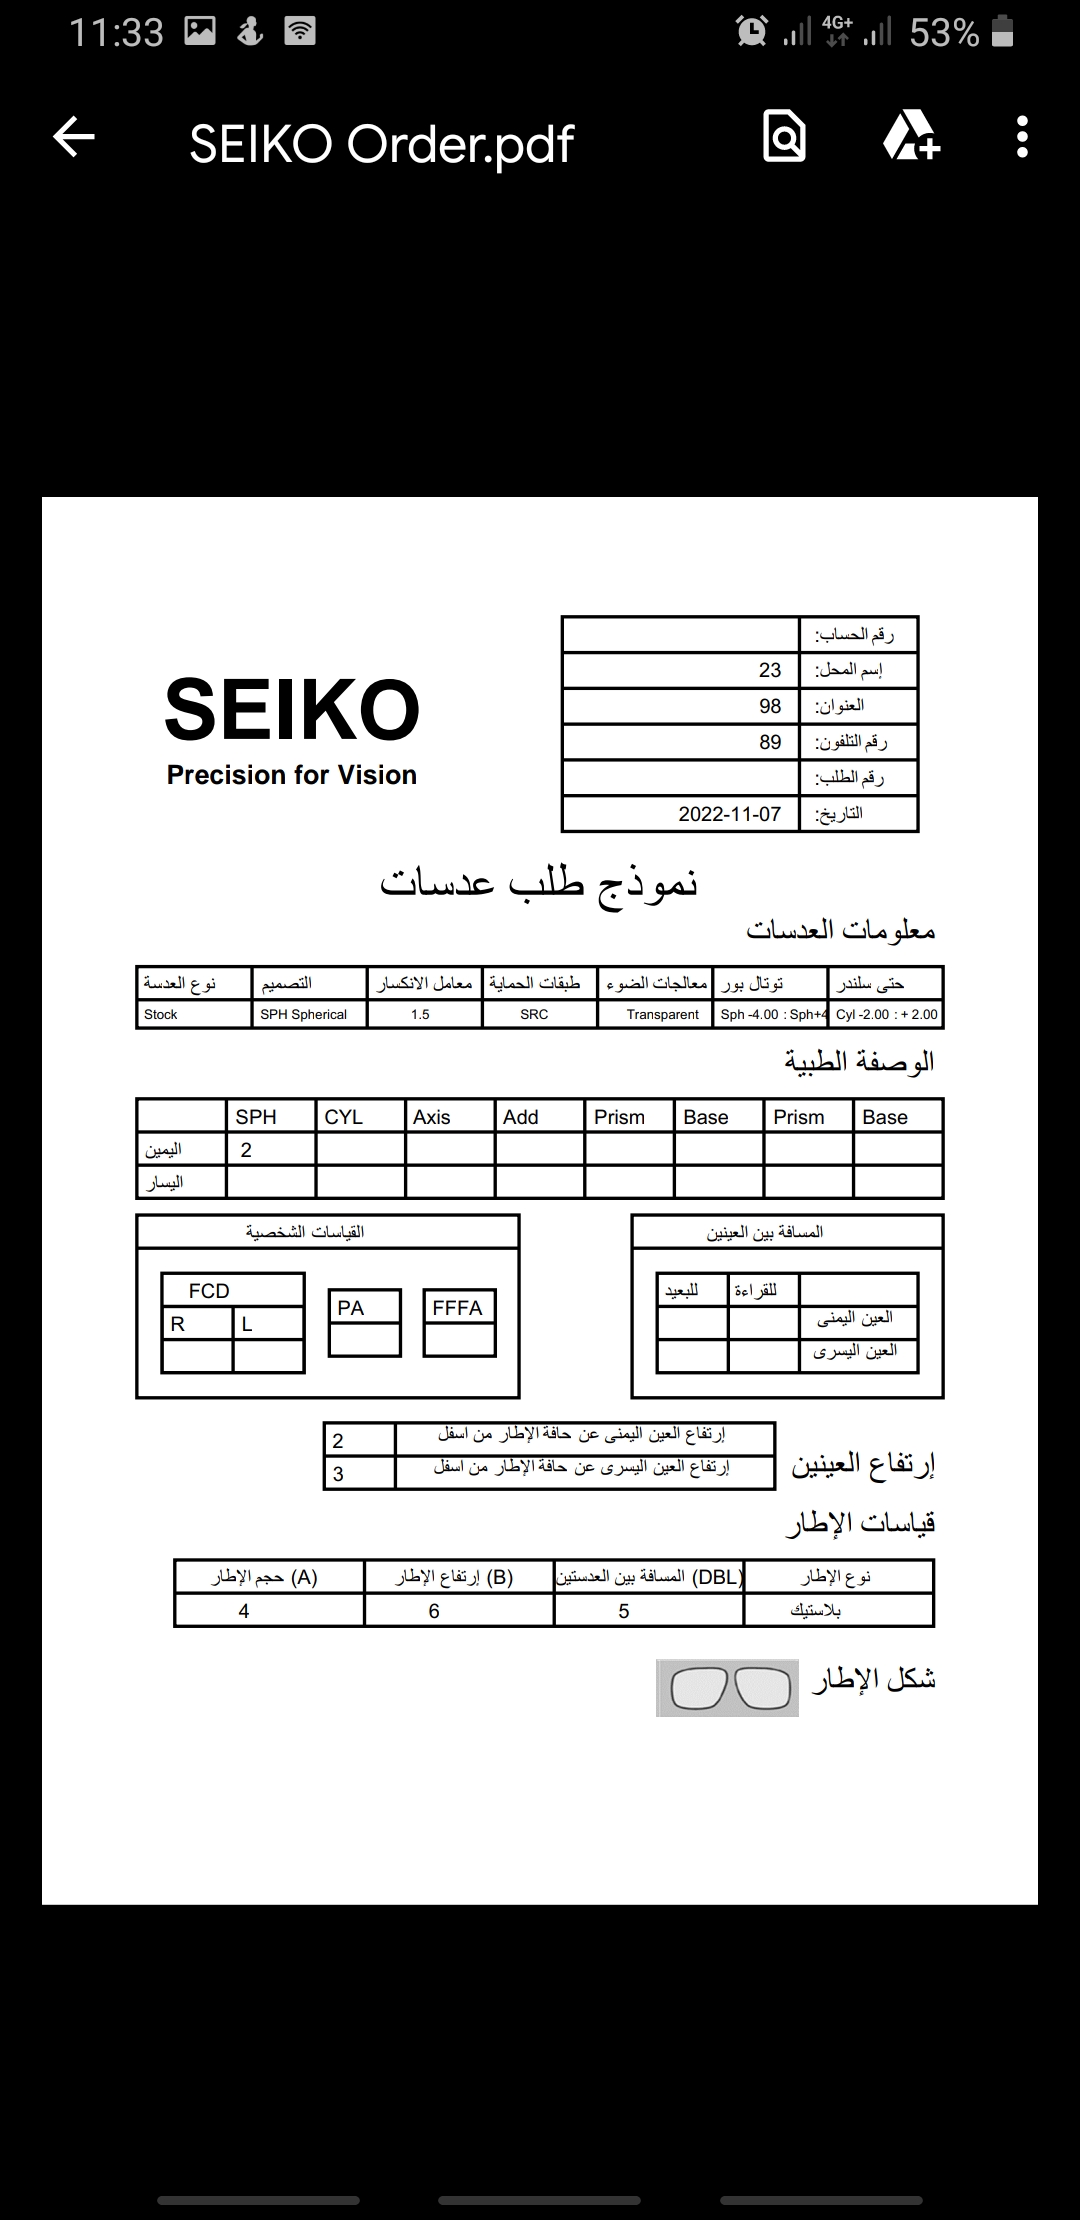 11:33 4G+ 53%
SEIKO Order.pdf
رقم الحساب:
إسم المحل: 23
العنوان: 98
رقم التلفون: 89
رقم الطلب:
التاريخ: 2022-11-07
SEIKO
Precision for Vision
نموذج طلب عدسات
معلومات العدسات
نوع العدسة التصميم معامل الانكسار طبقات الحماية معالجات الضوء توتال بور حتى سلندر
Stock SPH Spherical 1.5 SRC Transparent Sph -4.00 : Sph+4 Cyl -2.00 : + 2.00
الوصفة الطبية
SPH CYL Axis Add Prism Base Prism Base
اليمين 2
اليسار
القياسات الشخصية
FCD
R L
PA
FFFA
المسافة بين العينين
للبعيد للقراءة
العين اليمنى
العين اليسرى
إرتفاع العينين
إرتفاع العين اليمنى عن حافة الإطار من اسفل 2
إرتفاع العين اليسرى عن حافة الإطار من اسفل 3
قياسات الإطار
نوع الإطار المسافة بين العدستين (DBL) إرتفاع الإطار (B) حجم الإطار (A)
بلاستيك 5 6 4
شكل الإطار